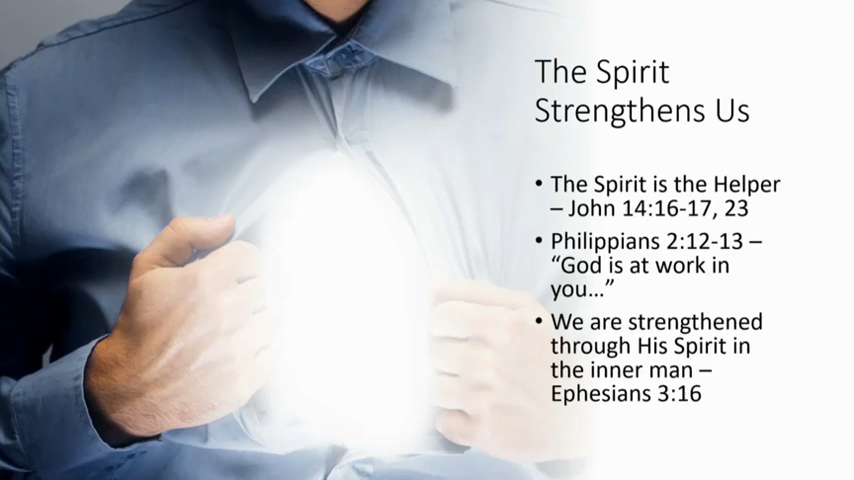 The Spirit
Strengthens Us
• The Spirit is the Helper
– John 14:16-17, 23
• Philippians 2:12-13 –
“God is at work in
you…”
• We are strengthened
through His Spirit in
the inner man –
Ephesians 3:16